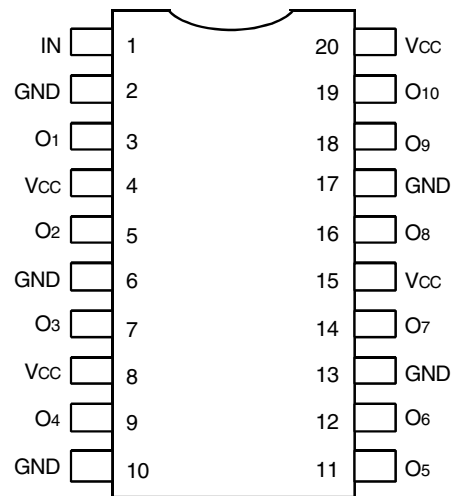 IN 1 20 VCC
GND 2 19 O10
O1 3 18 O9
VCC 4 17 GND
O2 5 16 O8
GND 6 15 VCC
O3 7 14 O7
VCC 8 13 GND
O4 9 12 O6
GND 10 11 O5